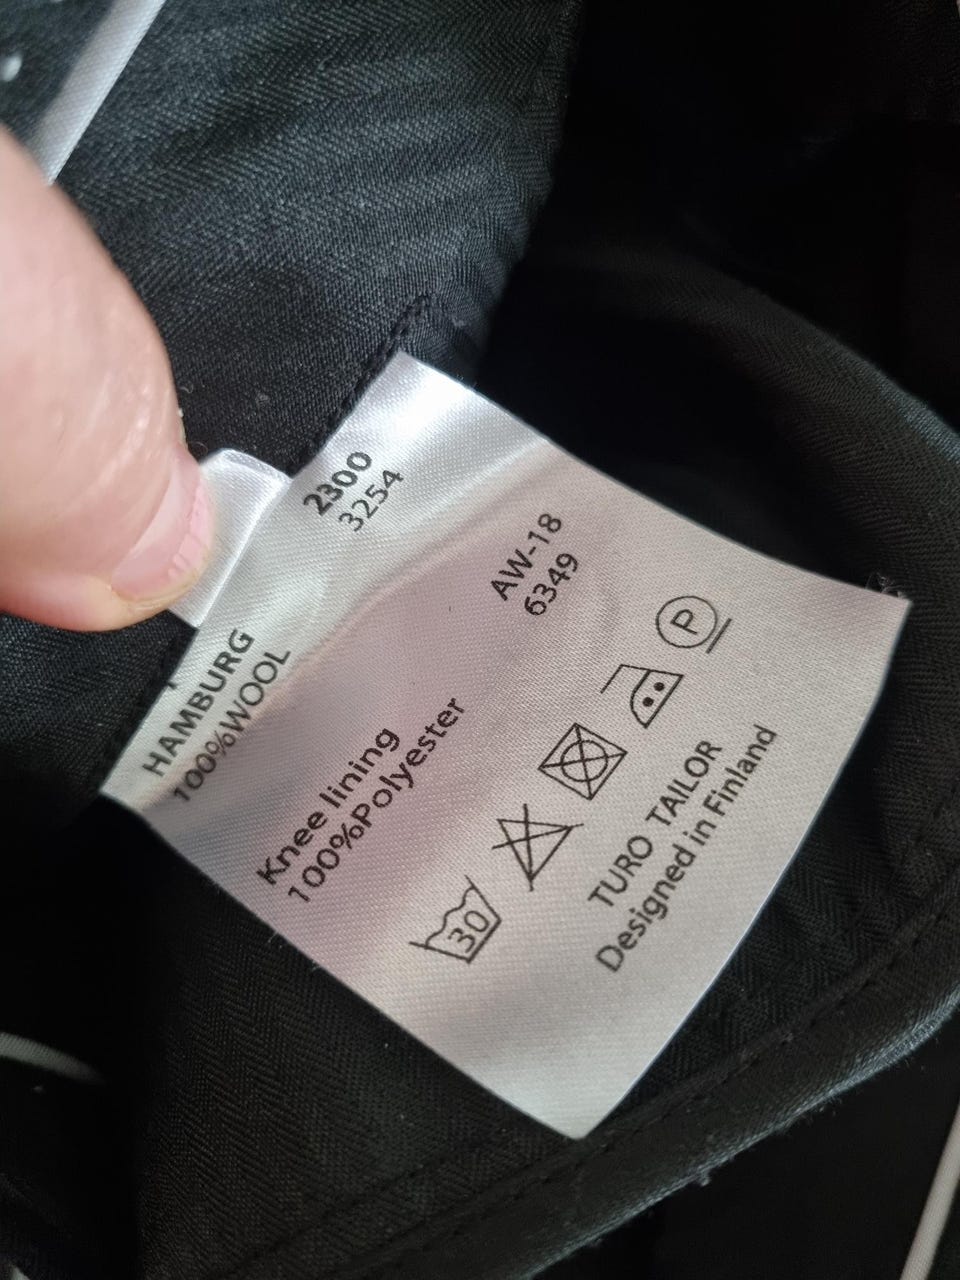 HAMBURG
100%WOOL
2300
3254
Knee lining
100%Polyester
AW-18
6349
30
P
TURO TAILOR
Designed in Finland